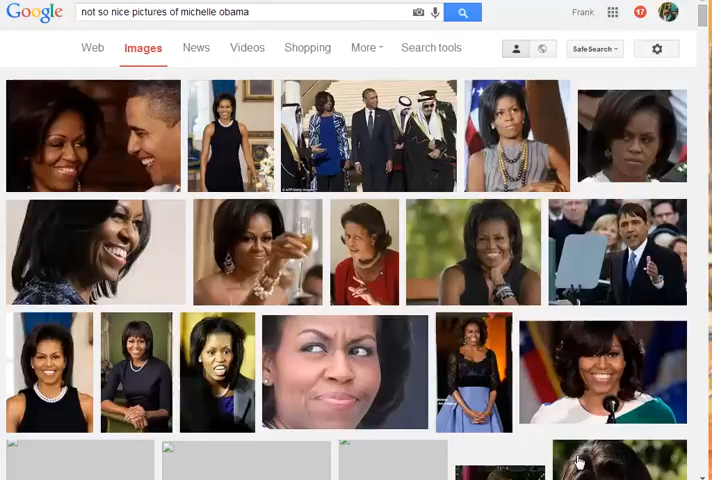 Google
not so nice pictures of michelle obama
Frank
17
Web
Images
News
Videos
Shopping
More
Search tools
SafeSearch